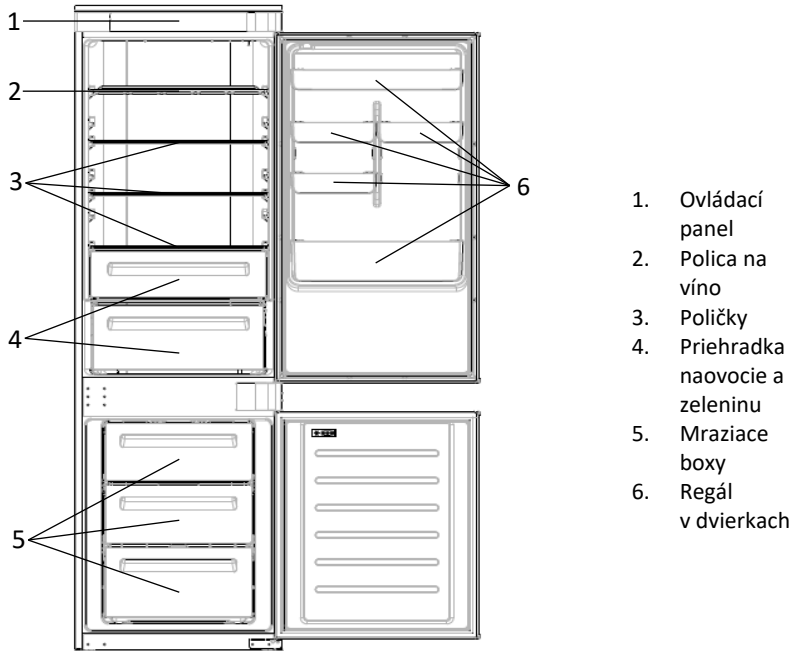 1
2
3
4
5
6
1. Ovládací
panel
2. Polica na
víno
3. Poličky
4. Priehradka
naovocie a
zeleninu
5. Mraziace
boxy
6. Regál
v dvierkach